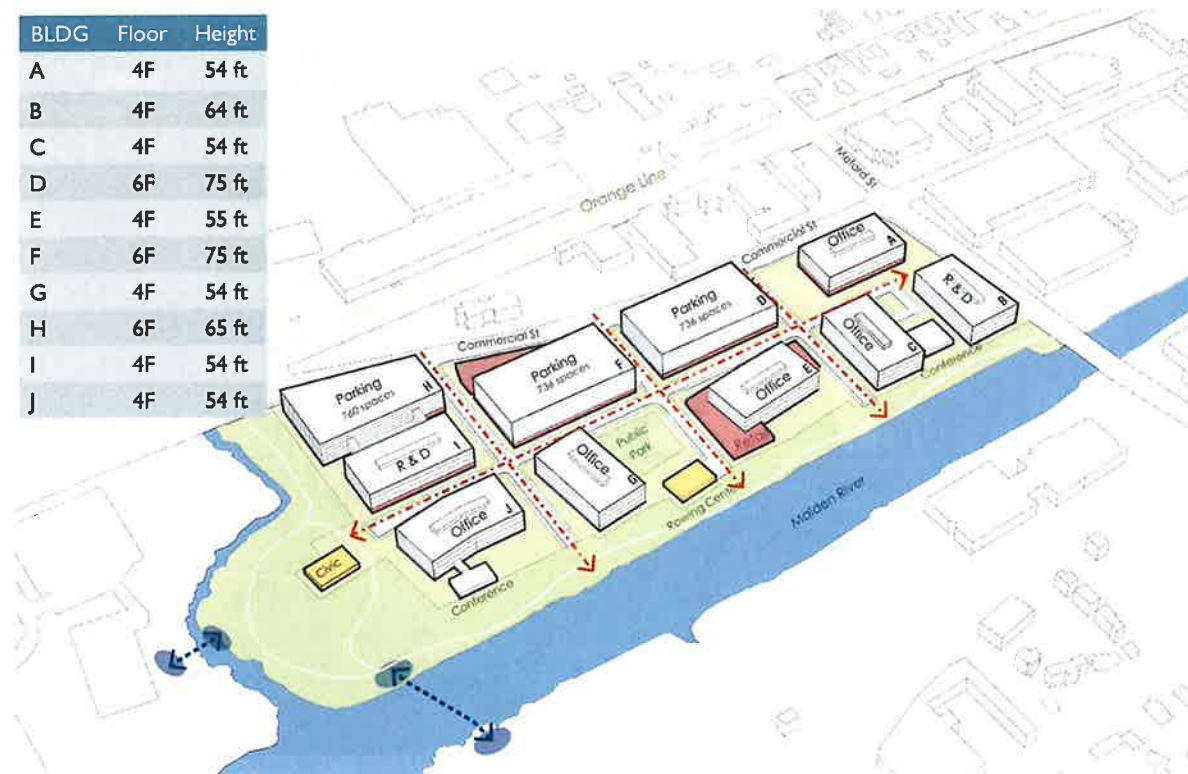 BLDG Floor Height
A 4F 54 ft
B 4F 64 ft
C 4F 54 ft
D 6F 75 ft
E 4F 55 ft
F 6F 75 ft
G 4F 54 ft
H 6F 65 ft
I 4F 54 ft
J 4F 54 ft
Orange Line
Meford St
Commercial St
Office A
R & D B
Parking
736 spaces
D
Office C
Conference
Commercial St
Parking
736 spaces
F
Office E
Retail
Parking
760 spaces
H
R & D I
Public
Park
Office G
Rowing Center
Malden River
Office J
Civic
Conference